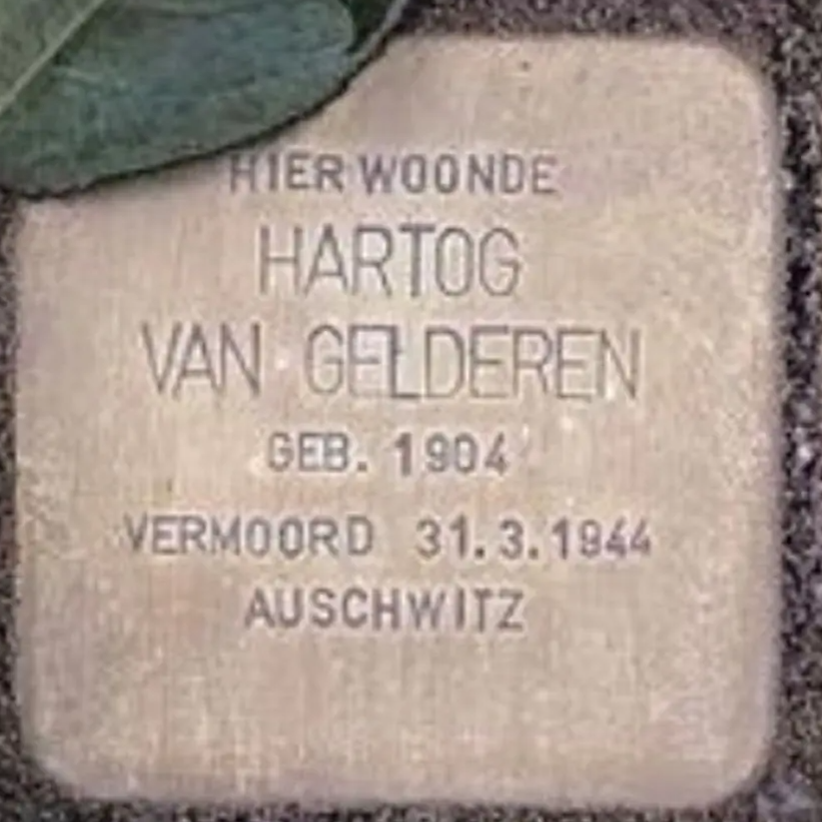 HIER WOONDE
HARTOG
VAN GELDEREN
GEB. 1904
VERMOORD 31.3.1944
AUSCHWITZ